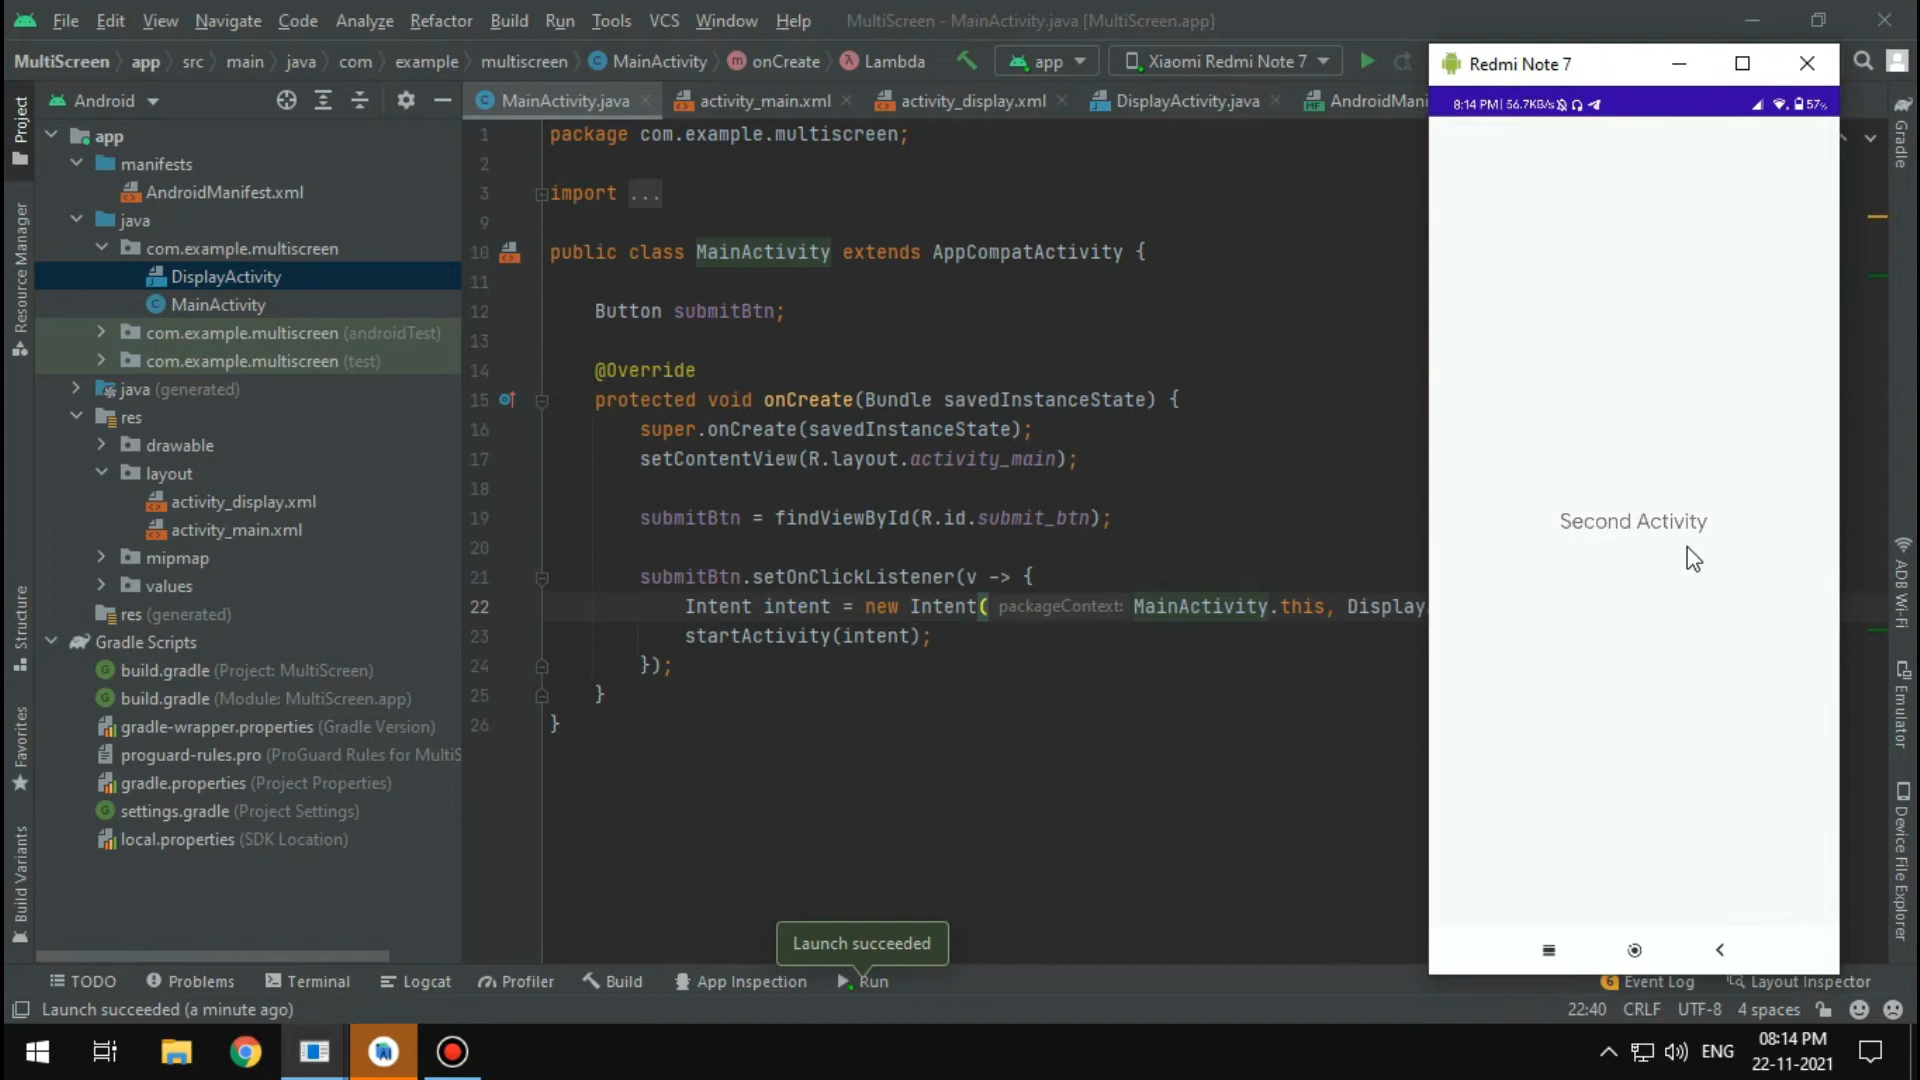 File Edit View Navigate Code Analyze Refactor Build Run Tools VCS Window Help MultiScreen - MainActivity.java [MultiScreen.app]
MultiScreen app src main java com example multiscreen MainActivity onCreate Lambda app Xiaomi Redmi Note 7
Android
MainActivity.java activity_main.xml activity_display.xml DisplayActivity.java AndroidMani
Project
Resource Manager
Structure
Favorites
Build Variants
app
manifests
AndroidManifest.xml
java
com.example.multiscreen
DisplayActivity
MainActivity
com.example.multiscreen (androidTest)
com.example.multiscreen (test)
java (generated)
res
drawable
layout
activity_display.xml
activity_main.xml
mipmap
values
res (generated)
Gradle Scripts
build.gradle (Project: MultiScreen)
build.gradle (Module: MultiScreen.app)
gradle-wrapper.properties (Gradle Version)
proguard-rules.pro (ProGuard Rules for MultiS
gradle.properties (Project Properties)
settings.gradle (Project Settings)
local.properties (SDK Location)
1 package com.example.multiscreen;
2
3 import ...
9
10 public class MainActivity extends AppCompatActivity {
11
12 Button submitBtn;
13
14 @Override
15 protected void onCreate(Bundle savedInstanceState) {
16 super.onCreate(savedInstanceState);
17 setContentView(R.layout.activity_main);
18
19 submitBtn = findViewById(R.id.submit_btn);
20
21 submitBtn.setOnClickListener(v -> {
22 Intent intent = new Intent( packageContext: MainActivity.this, Display
23 startActivity(intent);
24 });
25 }
26 }
Redmi Note 7
8:14 PM | 56.7KB/s 57%
Second Activity
Gradle
ADB Wi-Fi
Emulator
Device File Explorer
Launch succeeded
TODO Problems Terminal Logcat Profiler Build App Inspection Run 6 Event Log Layout Inspector
Launch succeeded (a minute ago) 22:40 CRLF UTF-8 4 spaces
ENG 08:14 PM
22-11-2021